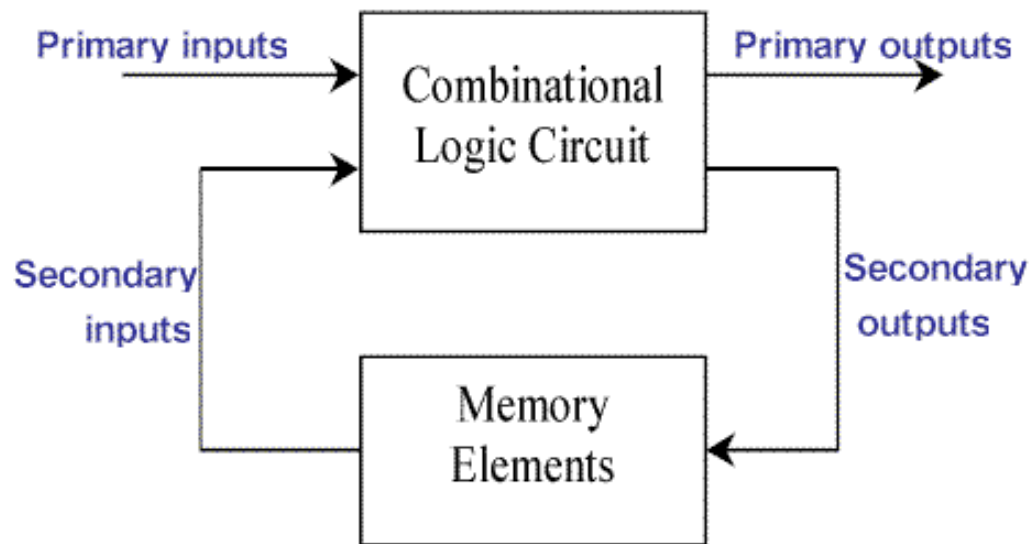 Primary inputs
Primary outputs
Combinational
Logic Circuit
Secondary
inputs
Secondary
outputs
Memory
Elements